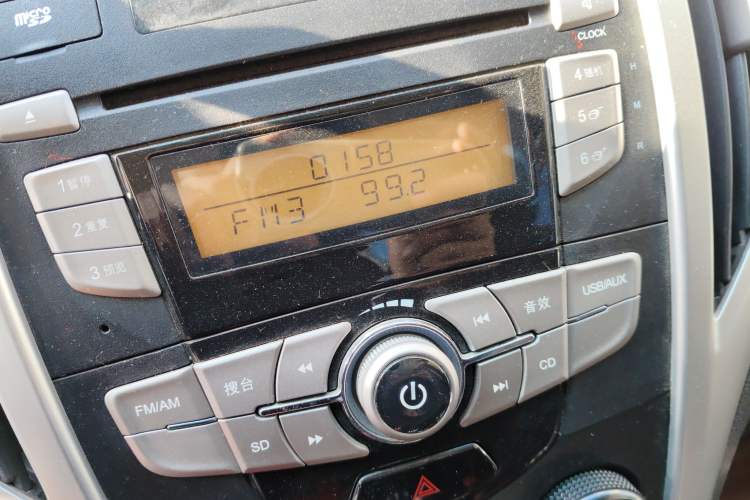 micro
SD
CLOCK
0158
FM3 99.2
1暂停
2重复
3预览
4随机
5
6
H
M
R
FM/AM
搜台
SD
音效
USB/AUX
CD